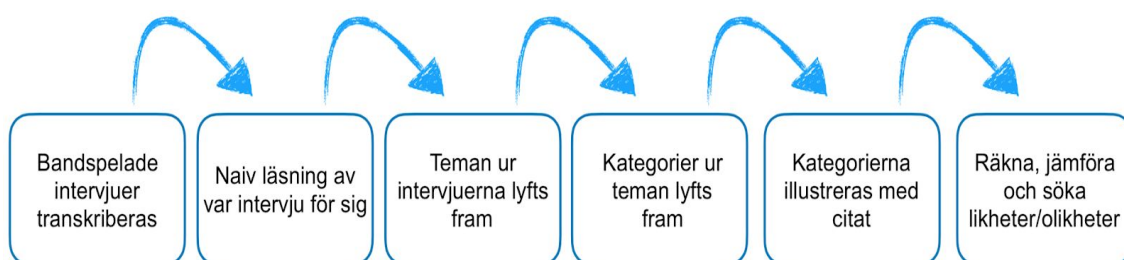 Bandspelade
intervjuer
transkriberas
Naiv läsning av
var intervju för sig
Teman ur
intervjuerna lyfts
fram
Kategorier ur
teman lyfts
fram
Kategorierna
illustreras med
citat
Räkna, jämföra
och söka
likheter/olikheter